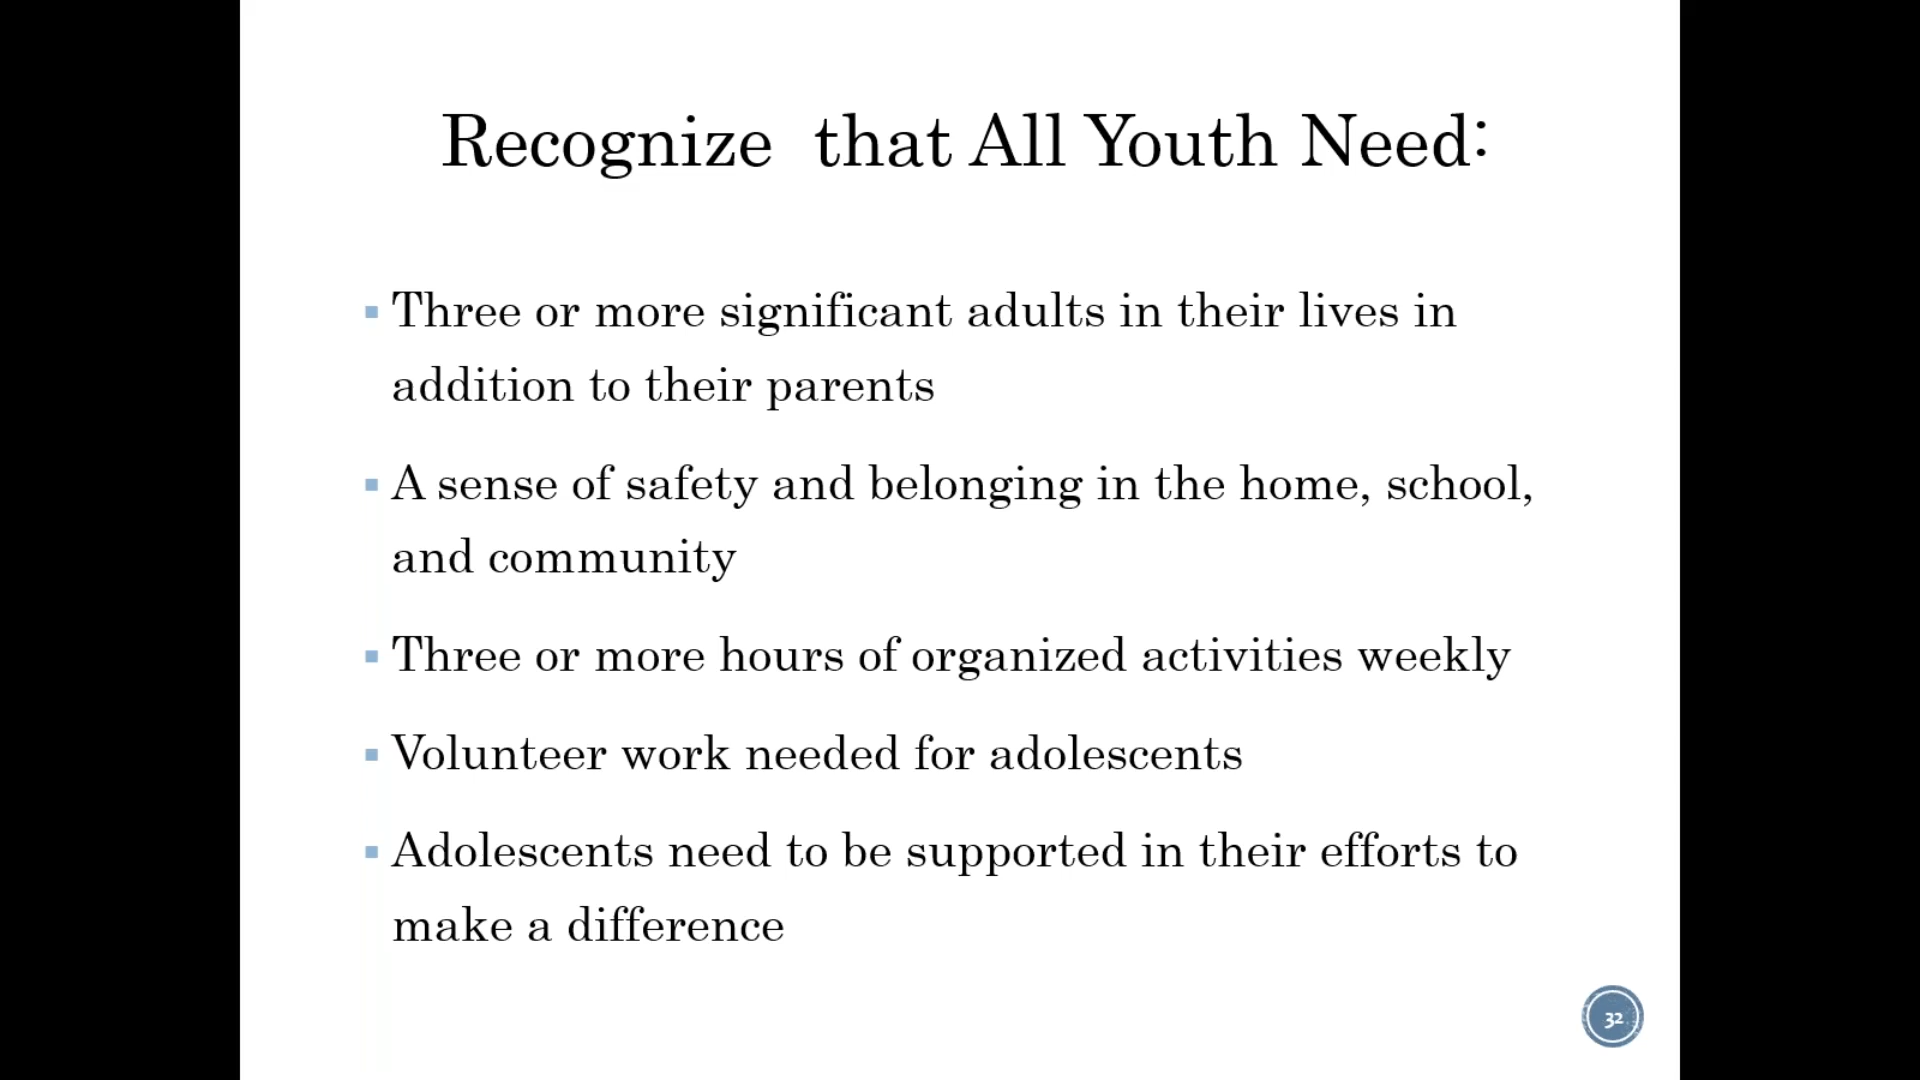 Recognize  that All Youth Need:
▪ Three or more significant adults in their lives in
addition to their parents
▪ A sense of safety and belonging in the home, school,
and community
▪ Three or more hours of organized activities weekly
▪ Volunteer work needed for adolescents
▪ Adolescents need to be supported in their efforts to
make a difference
32